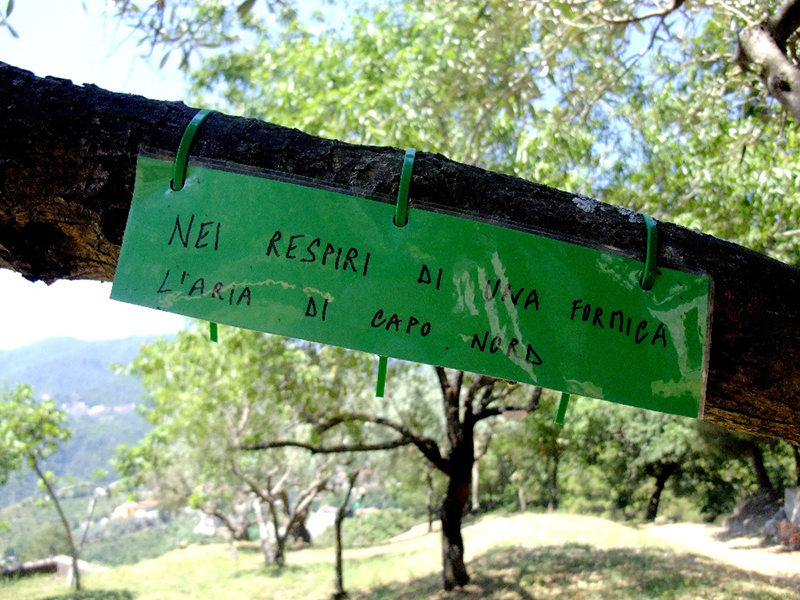 NEI RESPIRI DI UNA FORMICA
L'ARIA DI CAPO NORD